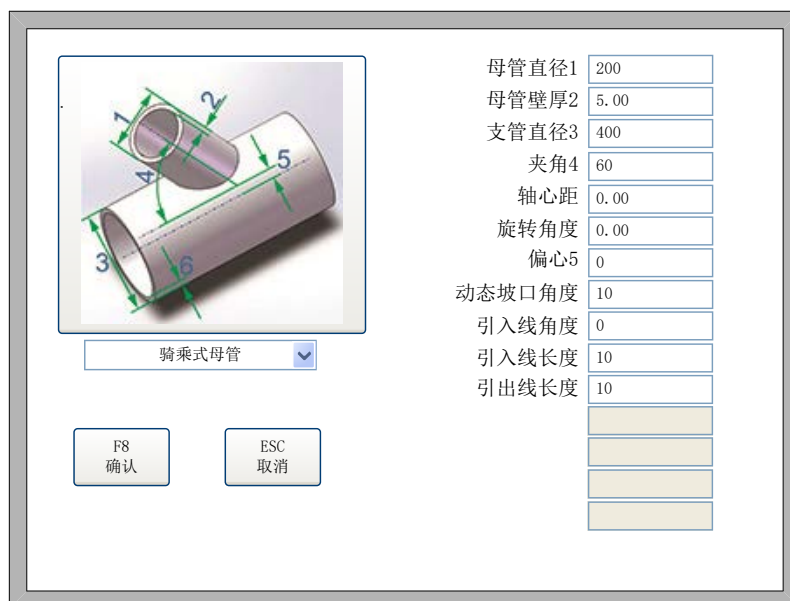 1
2
3
4
5
6
骑乘式母管
F8
确认
ESC
取消
母管直径1 200
母管壁厚2 5.00
支管直径3 400
夹角4 60
轴心距 0.00
旋转角度 0.00
偏心5 0
动态坡口角度 10
引入线角度 0
引入线长度 10
引出线长度 10